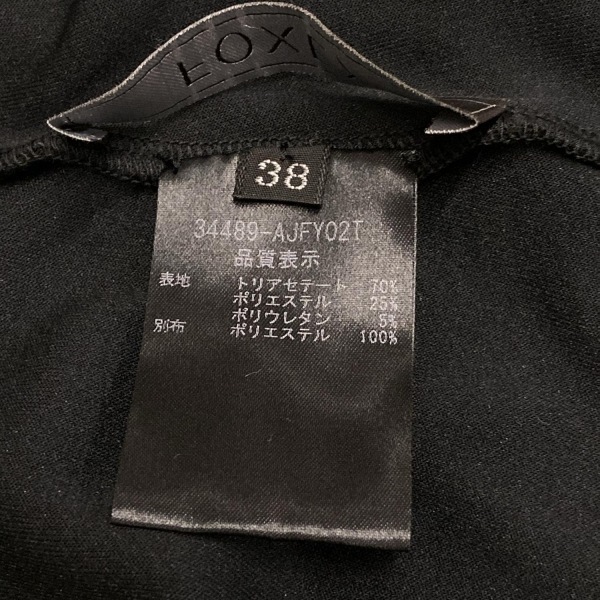 38
34489-AJFY02T
品質表示
表地 トリアセテート 70%
ポリエステル 25%
ポリウレタン 5%
別布 ポリエステル 100%